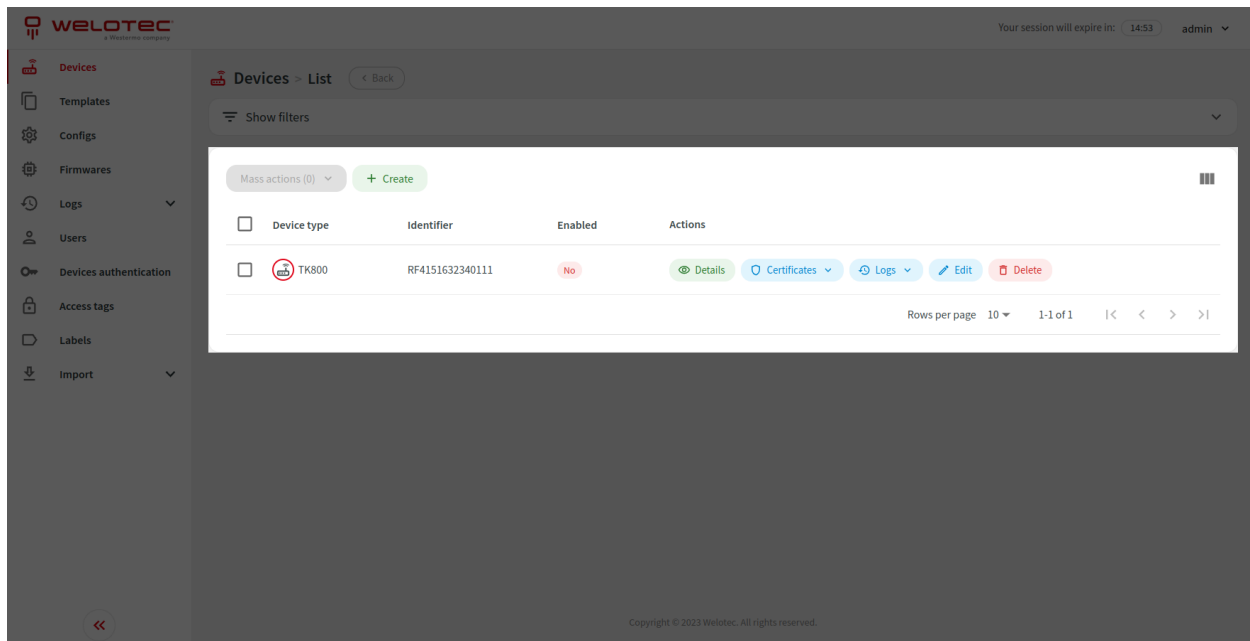 WELOTEC
a Westermo company
Your session will expire in: 14:53 admin
Devices
Templates
Configs
Firmwares
Logs
Users
Devices authentication
Access tags
Labels
Import
Devices > List < Back
Show filters
Mass actions (0) + Create
Device type Identifier Enabled Actions
TK800 RF4151632340111 No Details Certificates Logs Edit Delete
Rows per page 10 1-1 of 1
Copyright © 2023 Welotec. All rights reserved.